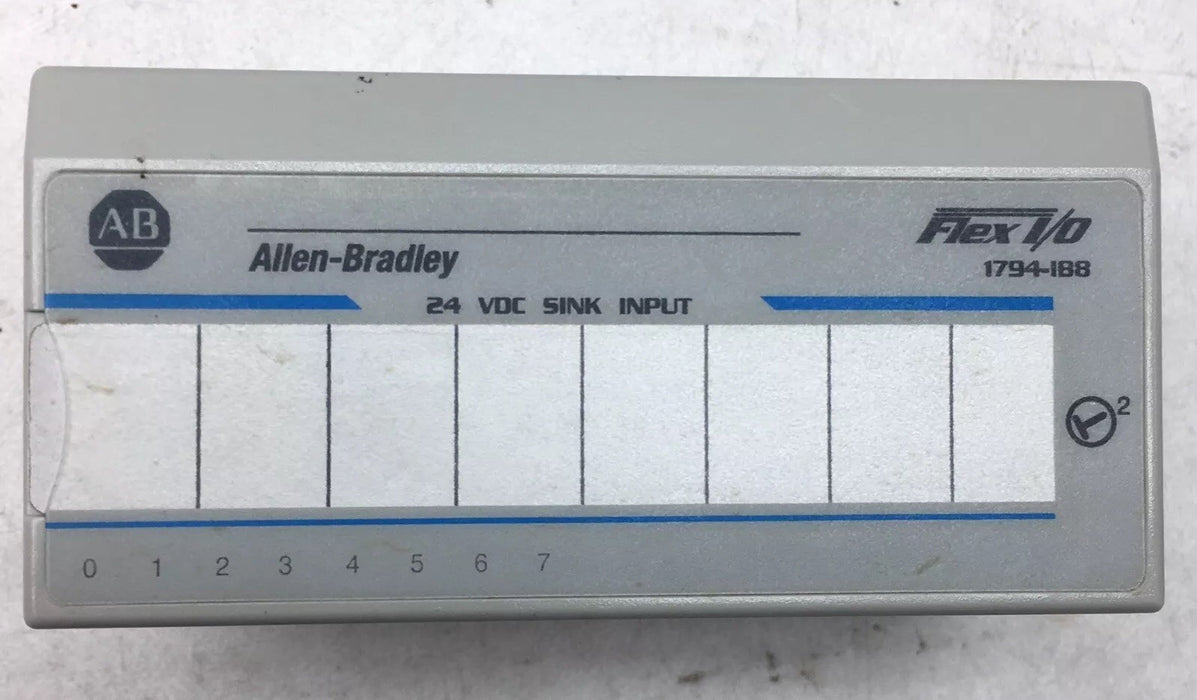 AB
Allen-Bradley
Flex I/O
1794-IB8
24 VDC SINK INPUT
2
0 1 2 3 4 5 6 7